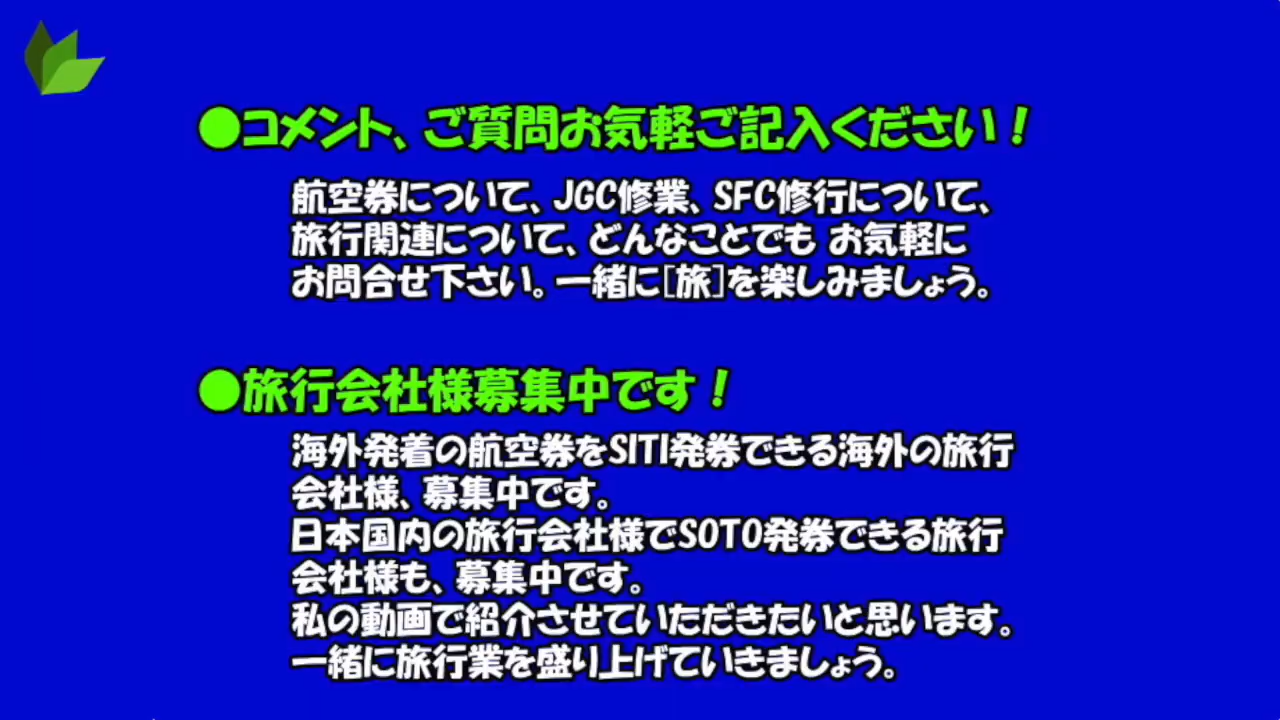 ●コメント、ご質問お気軽ご記入ください！
航空券について、JGC修業、SFC修行について、
旅行関連について、どんなことでも お気軽に
お問合せ下さい。一緒に[旅]を楽しみましょう。
●旅行会社様募集中です！
海外発着の航空券をSITI発券できる海外の旅行
会社様、募集中です。
日本国内の旅行会社様でSOTO発券できる旅行
会社様も、募集中です。
私の動画で紹介させていただきたいと思います。
一緒に旅行業を盛り上げていきましょう。